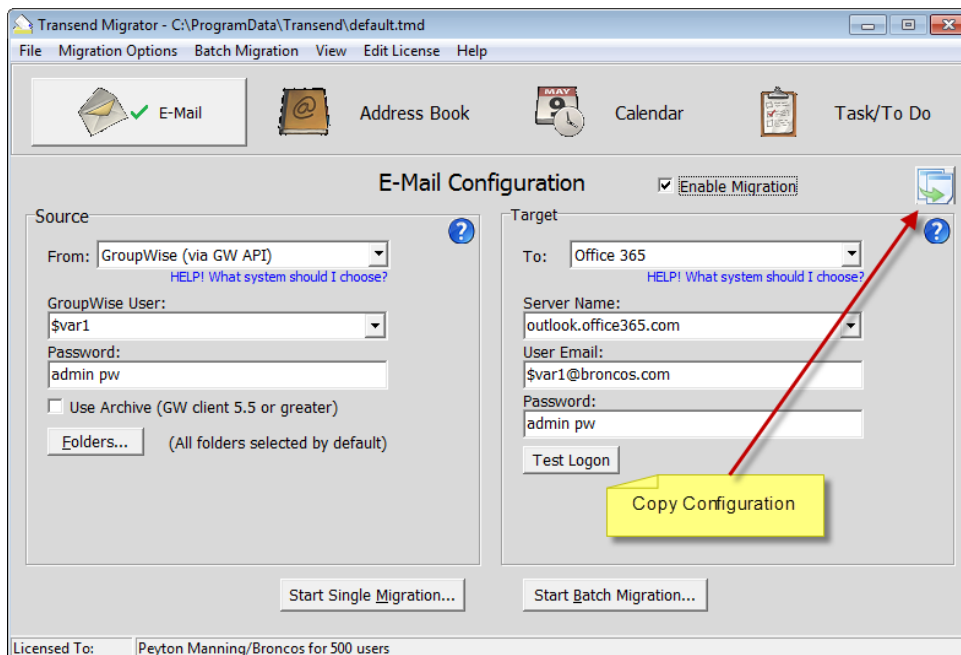 Transend Migrator - C:\ProgramData\Transend\default.tmd
File Migration Options Batch Migration View Edit License Help
E-Mail
@
Address Book
MAY
9
Calendar
Task/To Do
E-Mail Configuration
Enable Migration
Source
?
From: GroupWise (via GW API)
HELP! What system should I choose?
GroupWise User:
$var1
Password:
admin pw
Use Archive (GW client 5.5 or greater)
Folders... (All folders selected by default)
Target
?
To: Office 365
HELP! What system should I choose?
Server Name:
outlook.office365.com
User Email:
$var1@broncos.com
Password:
admin pw
Test Logon
Copy Configuration
Start Single Migration...
Start Batch Migration...
Licensed To: Peyton Manning/Broncos for 500 users